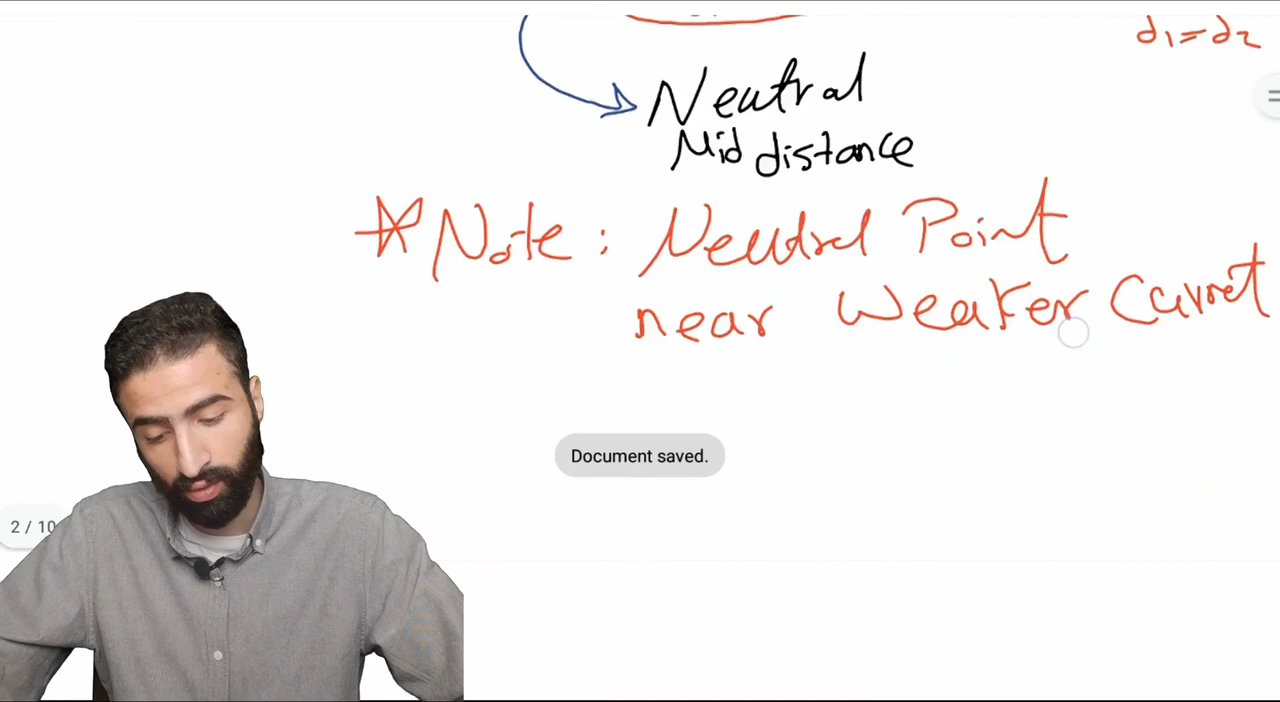 d1=d2
Neutral
Mid distance
*Note: Neutral Point
near Weaker Current
Document saved.
2 / 10